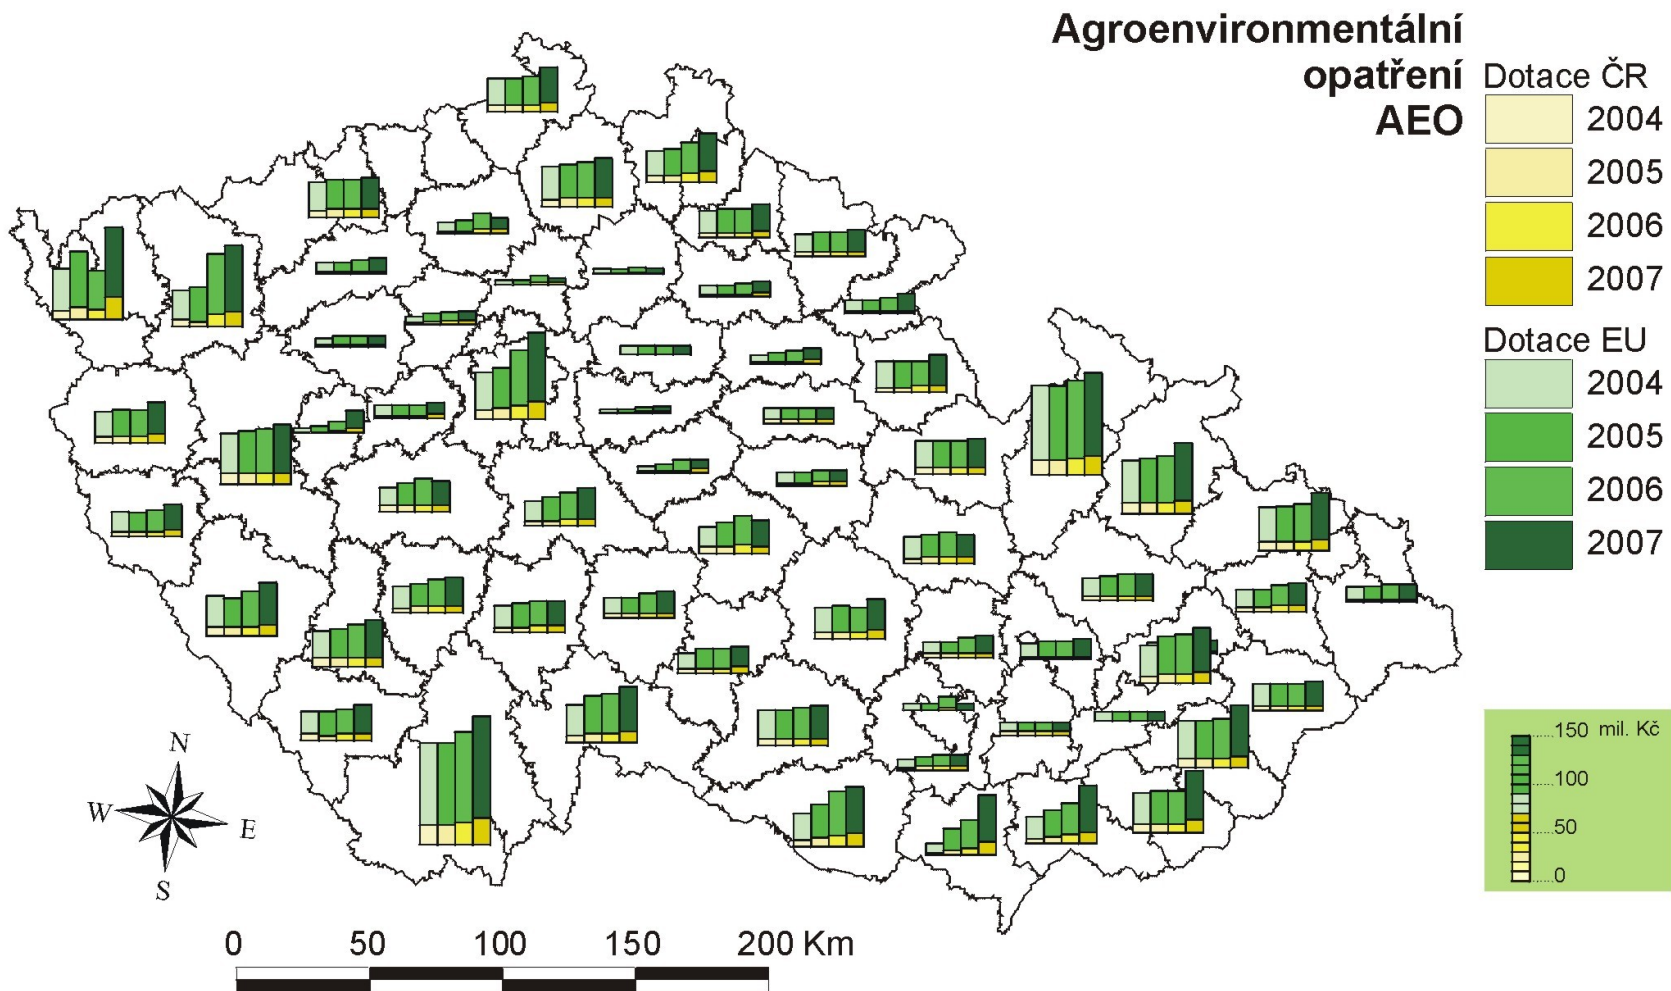 Agroenvironmentální
opatření
AEO
Dotace ČR
2004
2005
2006
2007
Dotace EU
2004
2005
2006
2007
150 mil. Kč
100
50
0
N
W
E
S
0 50 100 150 200 Km